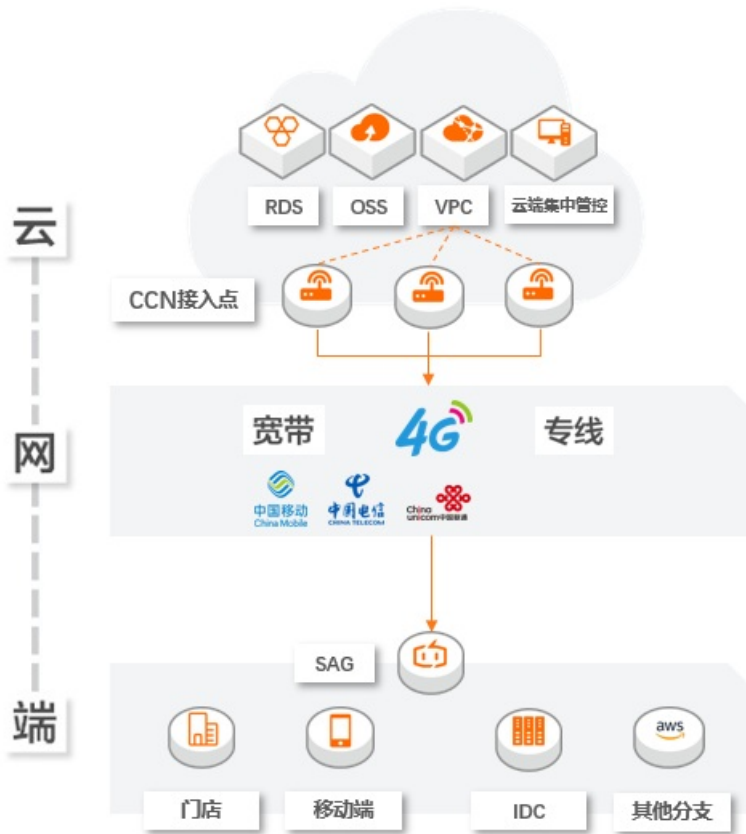 RDS
OSS
VPC
云端集中管控
云
CCN接入点
宽带
4G
专线
网
中国移动
China Mobile
中国电信
CHINA TELECOM
China
unicom中国联通
SAG
端
aws
门店
移动端
IDC
其他分支